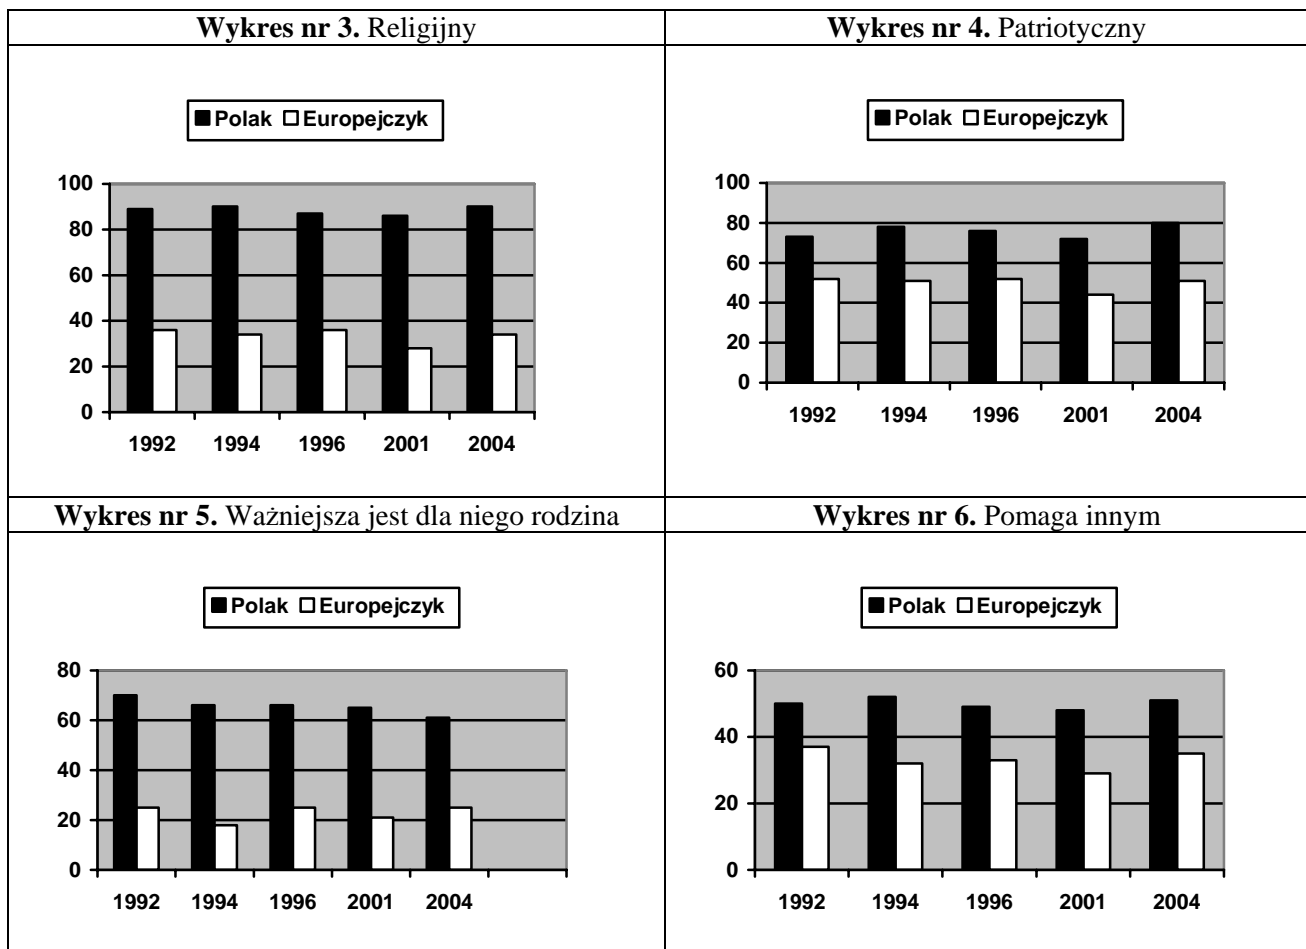 Wykres nr 3. Religijny
Polak Europejczyk
100
80
60
40
20
0
1992 1994 1996 2001 2004
Wykres nr 4. Patriotyczny
Polak Europejczyk
100
80
60
40
20
0
1992 1994 1996 2001 2004
Wykres nr 5. Ważniejsza jest dla niego rodzina
Polak Europejczyk
80
60
40
20
0
1992 1994 1996 2001 2004
Wykres nr 6. Pomaga innym
Polak Europejczyk
60
40
20
0
1992 1994 1996 2001 2004